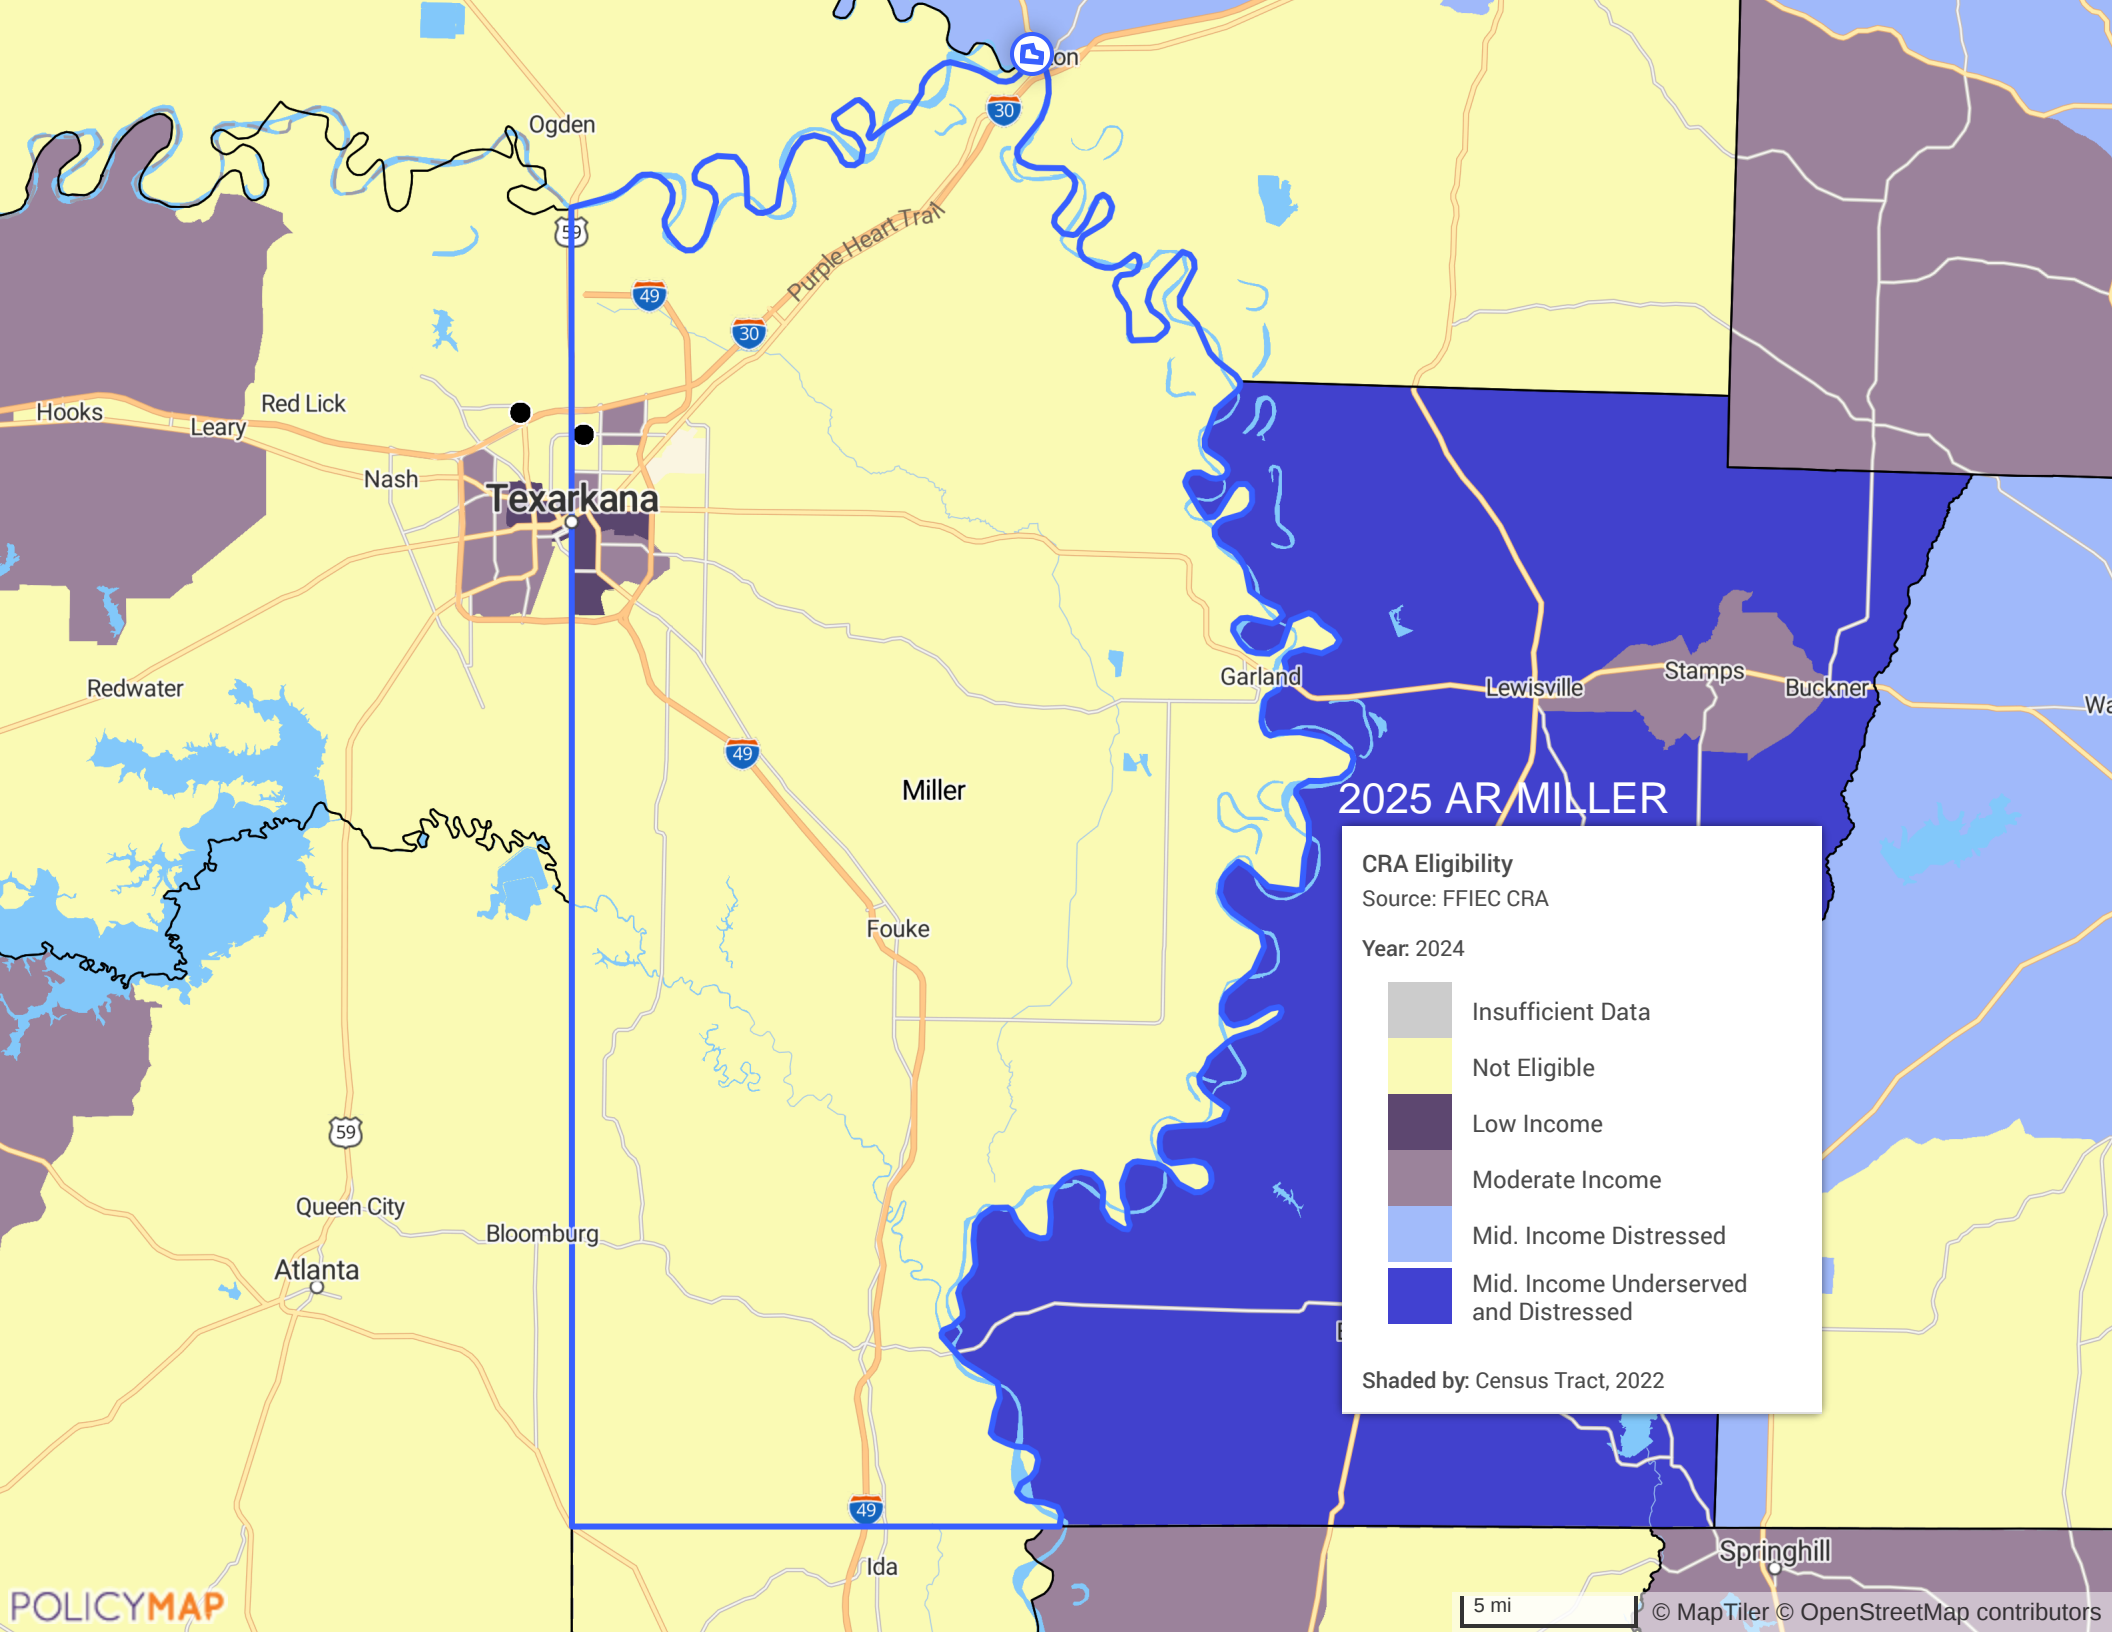 on
30
Ogden
59
Purple Heart Trail
49
30
Hooks
Red Lick
Leary
Nash
Texarkana
Redwater
Garland
Lewisville
Stamps
Buckner
49
Miller
2025 AR MILLER
CRA Eligibility
Source: FFIEC CRA
Year: 2024
Insufficient Data
Not Eligible
Low Income
Moderate Income
Mid. Income Distressed
Mid. Income Underserved
and Distressed
Shaded by: Census Tract, 2022
Fouke
59
Queen City
Bloomburg
Atlanta
49
Ida
Springhill
POLICYMAP
5 mi
© MapTiler © OpenStreetMap contributors